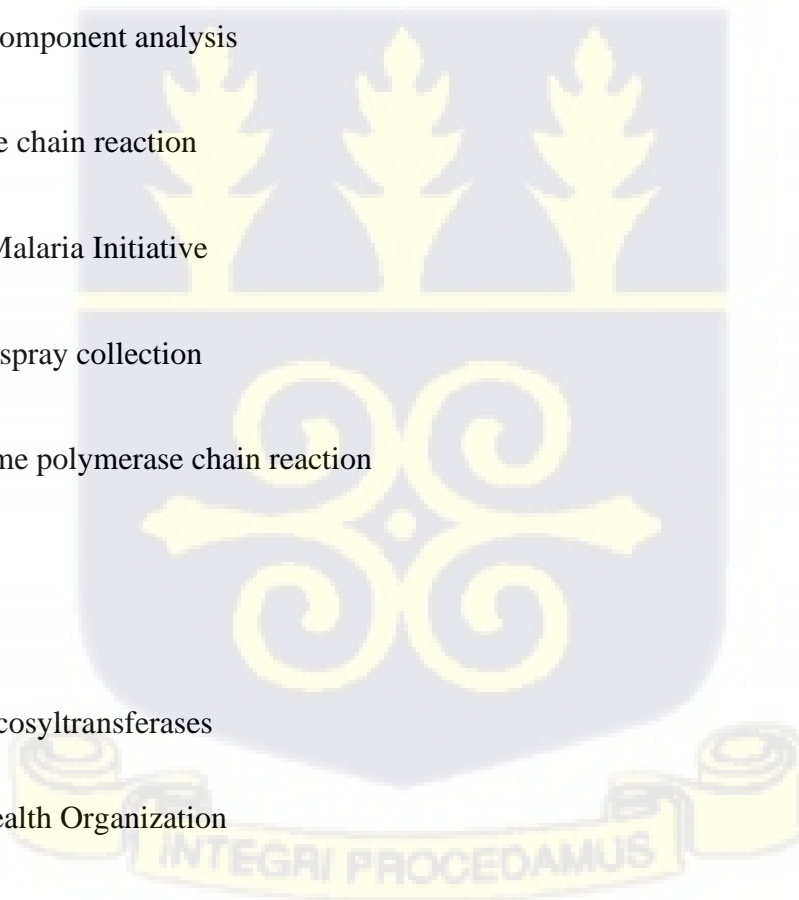 omponent analysis
e chain reaction
Malaria Initiative
spray collection
me polymerase chain reaction
cosyltransferases
ealth Organization
INTEGRI PROCEDAMUS